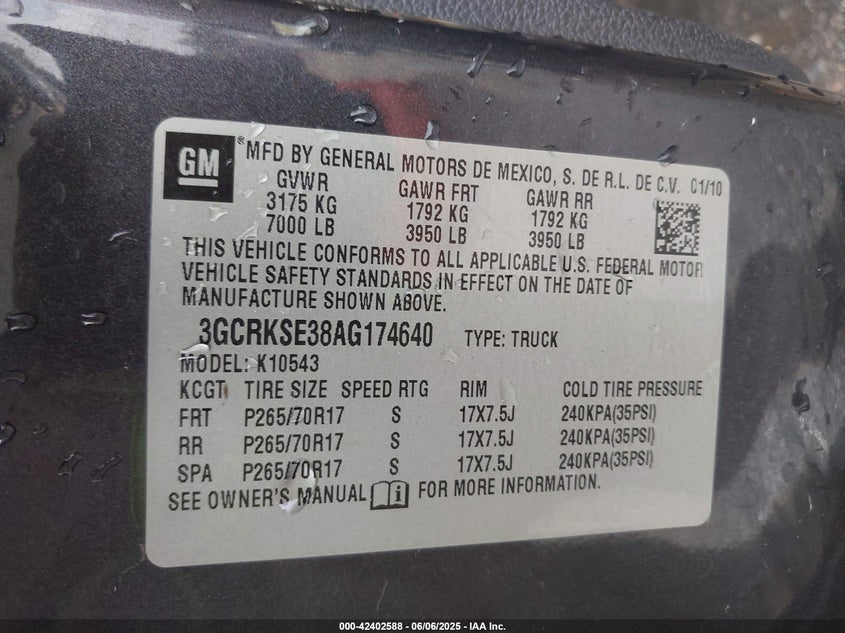 GM
® MFD BY GENERAL MOTORS DE MEXICO, S. DE R.L. DE C.V. 01/10
GVWR GAWR FRT GAWR RR
3175 KG 1792 KG 1792 KG
7000 LB 3950 LB 3950 LB
THIS VEHICLE CONFORMS TO ALL APPLICABLE U.S. FEDERAL MOTOR
VEHICLE SAFETY STANDARDS IN EFFECT ON THE DATE OF
MANUFACTURE SHOWN ABOVE.
3GCRKSE38AG174640 TYPE: TRUCK
MODEL: K10543
KCGT TIRE SIZE SPEED RTG RIM COLD TIRE PRESSURE
FRT P265/70R17 S 17X7.5J 240KPA(35PSI)
RR P265/70R17 S 17X7.5J 240KPA(35PSI)
SPA P265/70R17 S 17X7.5J 240KPA(35PSI)
SEE OWNER'S MANUAL i FOR MORE INFORMATION.
000-42402588 - 06/06/2025 - IAA Inc.